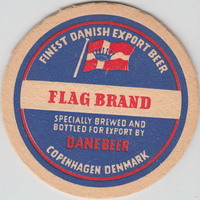 FINEST DANISH EXPORT BEER
FLAG BRAND
SPECIALLY BREWED AND
BOTTLED FOR EXPORT BY
DANEBEER
COPENHAGEN DENMARK